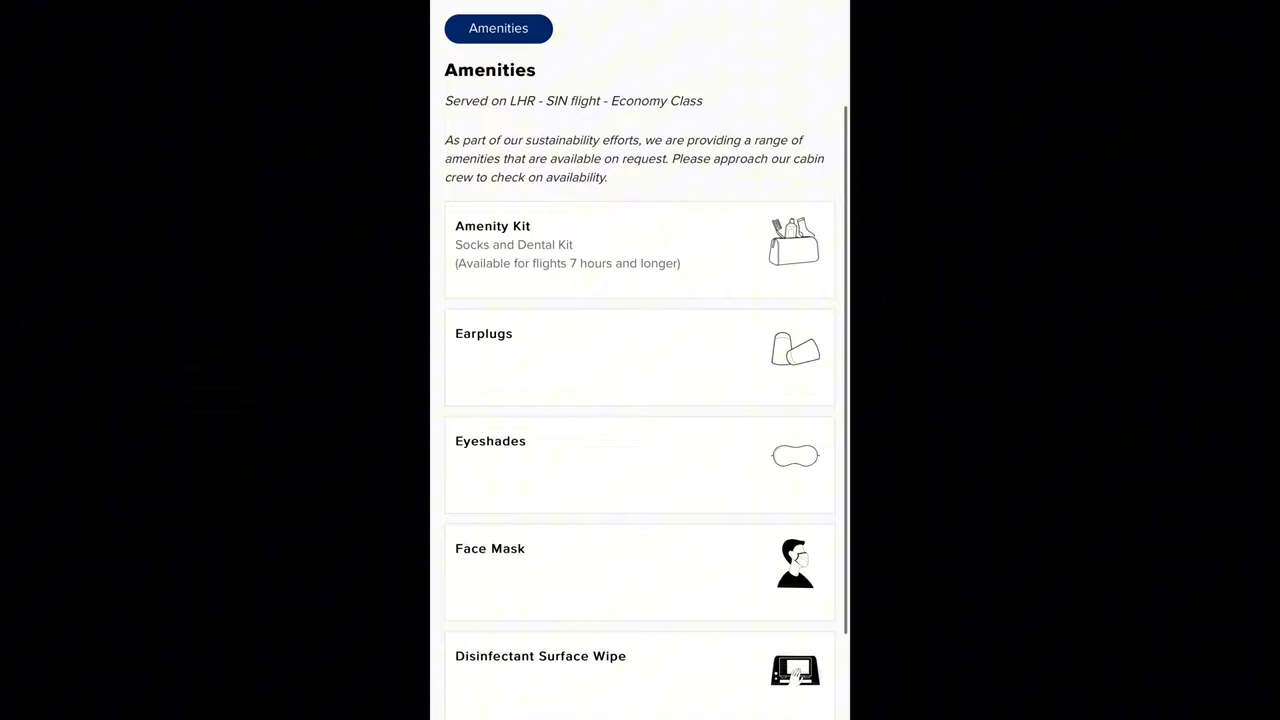 Amenities
Amenities
Served on LHR - SIN flight - Economy Class
As part of our sustainability efforts, we are providing a range of
amenities that are available on request. Please approach our cabin
crew to check on availability.
Amenity Kit
Socks and Dental Kit
(Available for flights 7 hours and longer)
Earplugs
Eyeshades
Face Mask
Disinfectant Surface Wipe